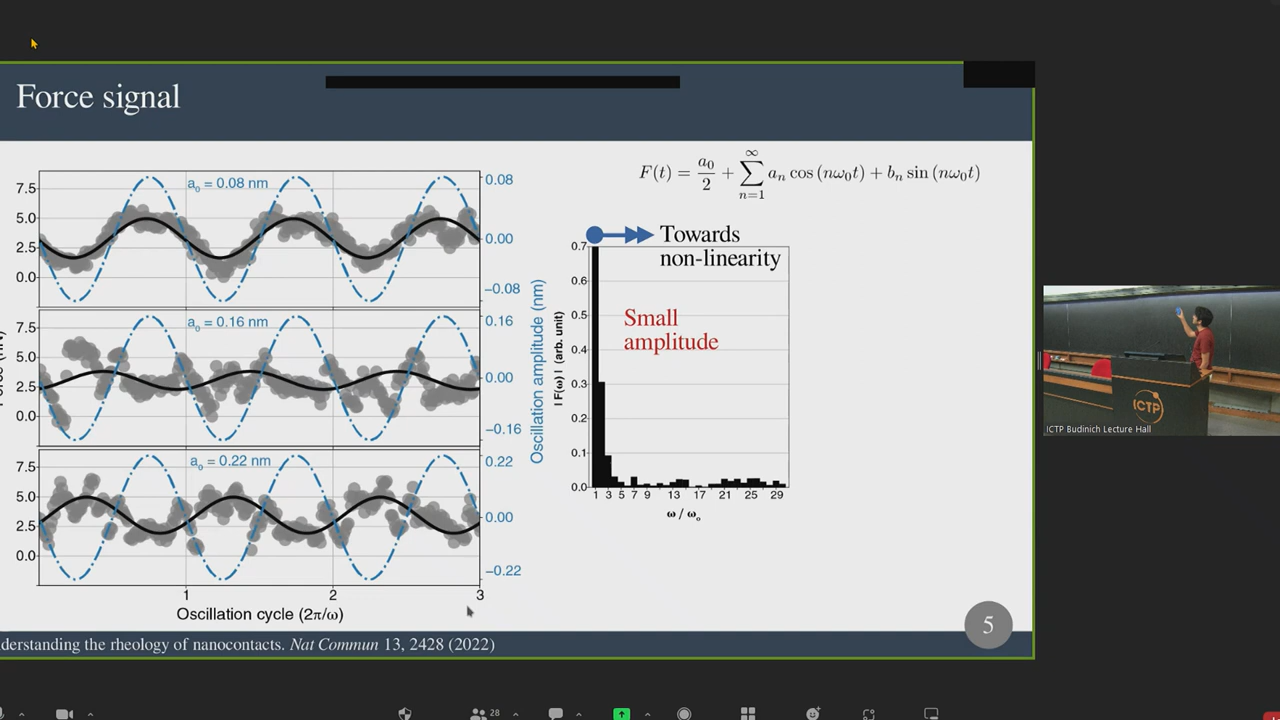 Force signal
F(t) = a₀/2 + ∑ₙ₌₁^∞ aₙ cos (nω₀t) + bₙ sin (nω₀t)
7.5
5.0
2.5
0.0
a₀ = 0.08 nm
0.08
0.00
−0.08
7.5
5.0
2.5
0.0
a₀ = 0.16 nm
0.16
0.00
−0.16
7.5
5.0
2.5
0.0
a₀ = 0.22 nm
0.22
0.00
−0.22
1 2 3
Oscillation cycle (2π/ω)
Oscillation amplitude (nm)
Towards
non-linearity
Small
amplitude
| F(ω) | (arb. unit)
0.7
0.6
0.5
0.4
0.3
0.2
0.1
0.0
1 3 5 7 9 13 17 21 25 29
ω / ω₀
5
derstanding the rheology of nanocontacts. Nat Commun 13, 2428 (2022)
ICTP
ICTP Budinich Lecture Hall
28